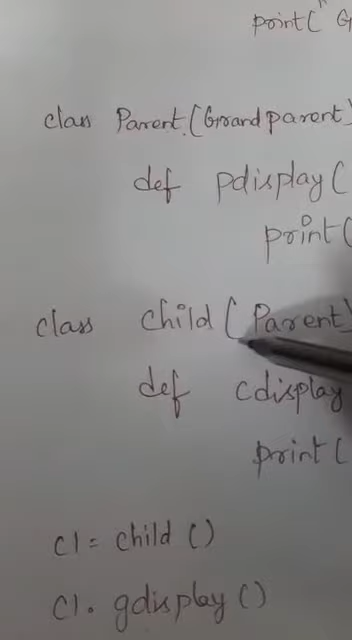 print("G
class Parent(Grandparent)
def pdisplay(
print(
class child(Parent)
def cdisplay
print(
c1 = child ()
c1. gdisplay ()